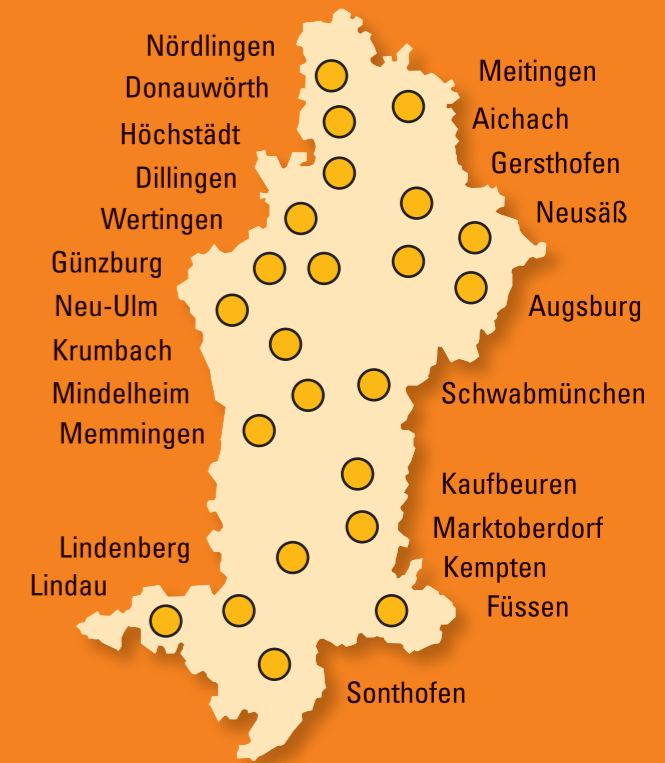 Nördlingen
Donauwörth
Höchstädt
Dillingen
Wertingen
Günzburg
Neu-Ulm
Krumbach
Mindelheim
Memmingen
Lindenberg
Lindau
Meitingen
Aichach
Gersthofen
Neusäß
Augsburg
Schwabmünchen
Kaufbeuren
Marktoberdorf
Kempten
Füssen
Sonthofen